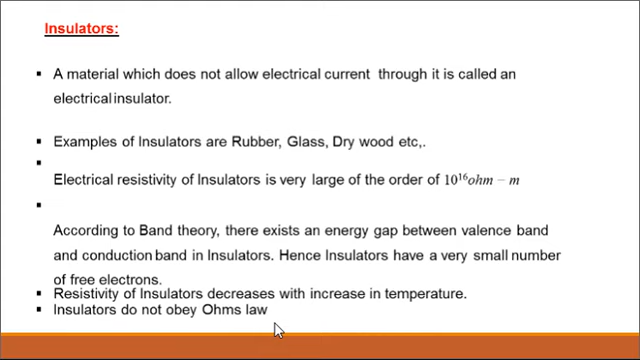 Insulators:
▪ A material which does not allow electrical current through it is called an
electrical insulator.
▪ Examples of Insulators are Rubber, Glass, Dry wood etc,.
▪
Electrical resistivity of Insulators is very large of the order of 10¹⁶ohm − m
▪
According to Band theory, there exists an energy gap between valence band
and conduction band in Insulators. Hence Insulators have a very small number
of free electrons.
▪ Resistivity of Insulators decreases with increase in temperature.
▪ Insulators do not obey Ohms law